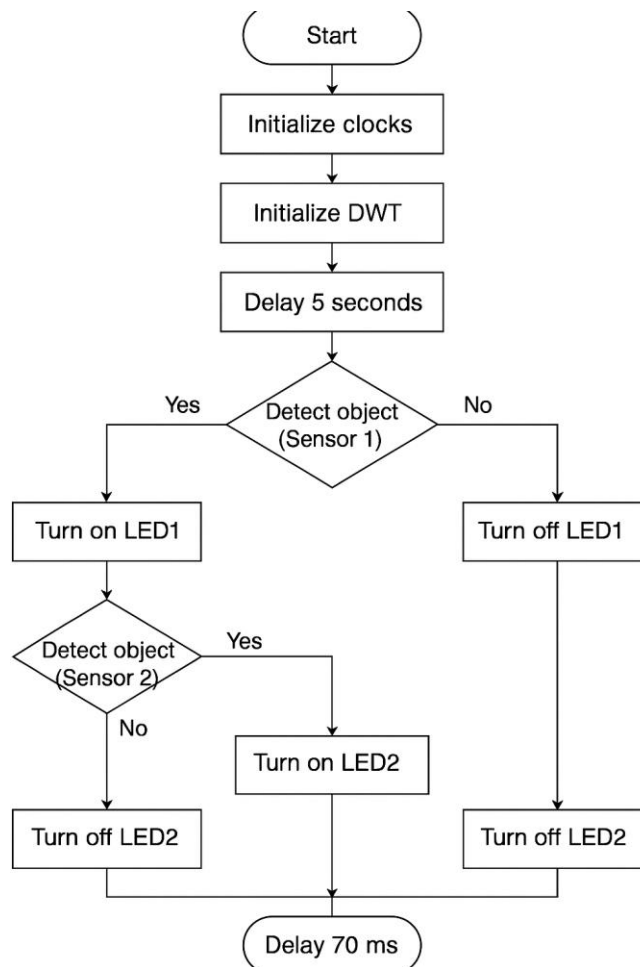 Start
Initialize clocks
Initialize DWT
Delay 5 seconds
Yes
Detect object
(Sensor 1)
No
Turn on LED1
Turn off LED1
Detect object
(Sensor 2)
Yes
No
Turn on LED2
Turn off LED2
Turn off LED2
Delay 70 ms